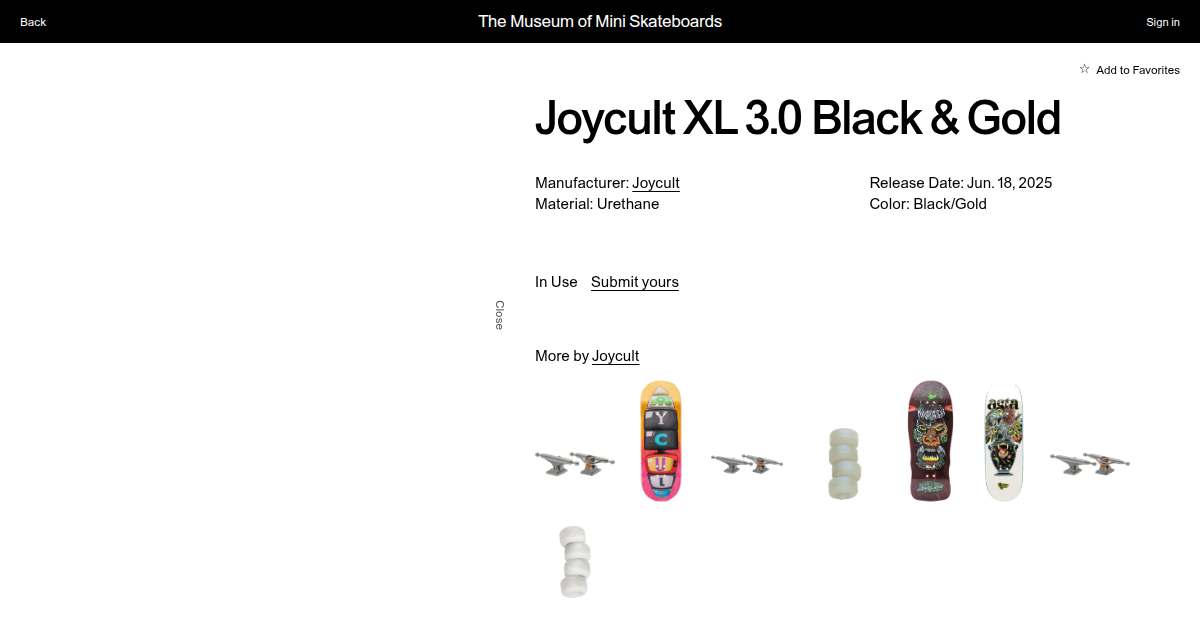 Back
The Museum of Mini Skateboards
Sign in
☆ Add to Favorites
Joycult XL 3.0 Black & Gold
Manufacturer: Joycult
Release Date: Jun. 18, 2025
Material: Urethane
Color: Black/Gold
In Use Submit yours
Close
More by Joycult
Y
C
U
L
asta